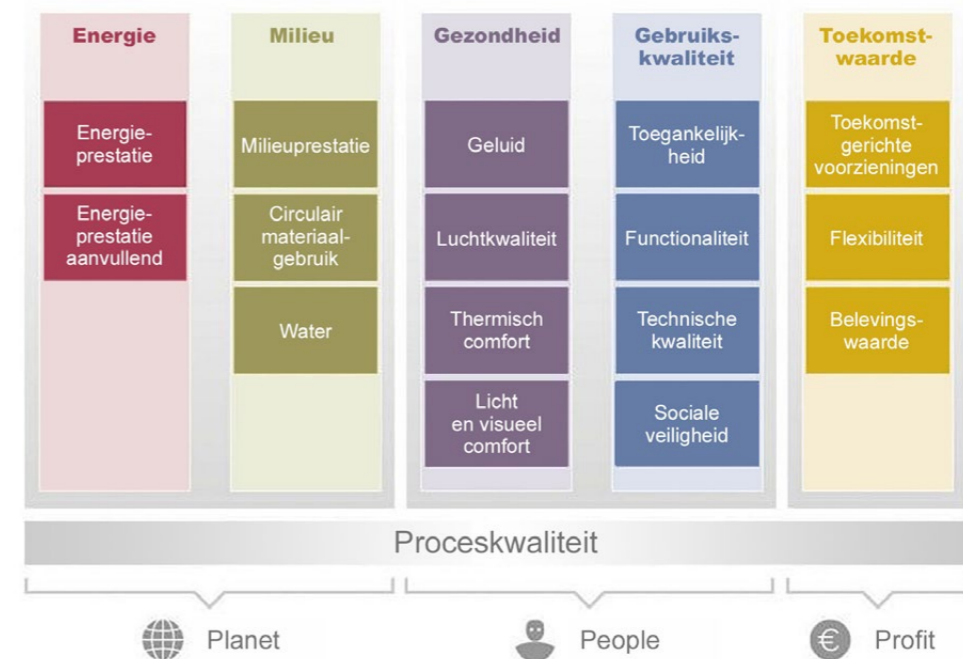 Energie
Energie-
prestatie
Energie-
prestatie
aanvullend
Milieu
Milieuprestatie
Circulair
materiaal-
gebruik
Water
Gezondheid
Geluid
Luchtkwaliteit
Thermisch
comfort
Licht
en visueel
comfort
Gebruiks-
kwaliteit
Toegankelijk-
heid
Functionaliteit
Technische
kwaliteit
Sociale
veiligheid
Toekomst-
waarde
Toekomst-
gerichte
voorzieningen
Flexibiliteit
Belevings-
waarde
Proceskwaliteit
Planet
People
€ Profit